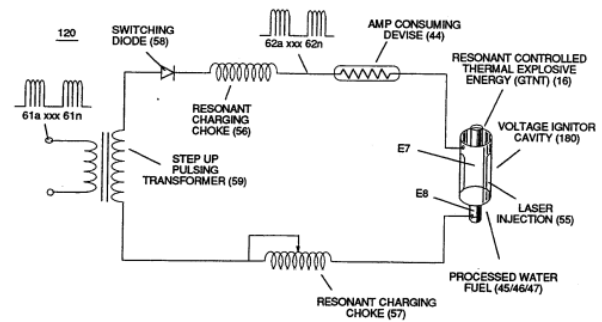 120
SWITCHING
DIODE (58)
62a xxx 62n
AMP CONSUMING
DEVISE (44)
RESONANT CONTROLLED
THERMAL EXPLOSIVE
ENERGY (GTNT) (16)
61a xxx 61n
RESONANT
CHARGING
CHOKE (56)
STEP UP
PULSING
TRANSFORMER (59)
E7
VOLTAGE IGNITOR
CAVITY (180)
E8
LASER
INJECTION (55)
PROCESSED WATER
FUEL (45/46/47)
RESONANT CHARGING
CHOKE (57)